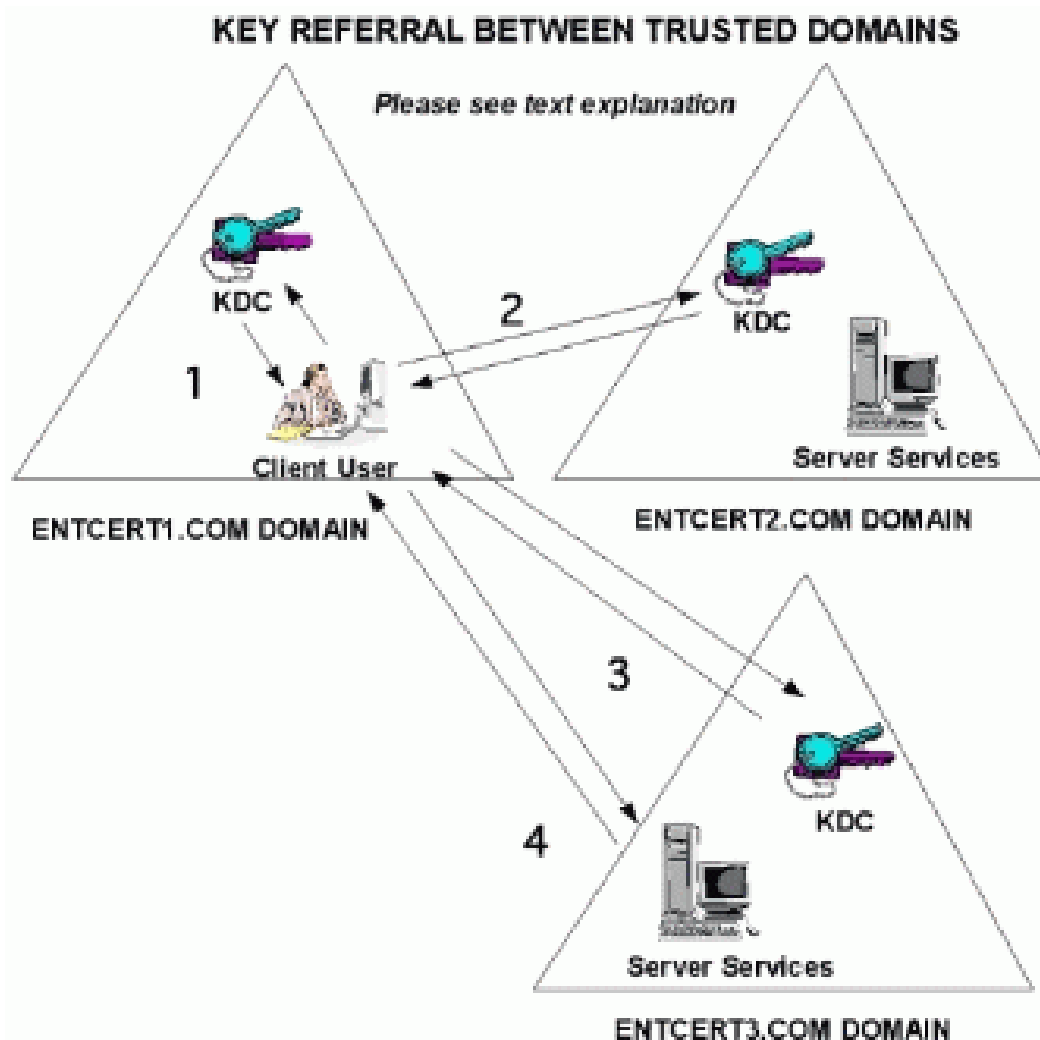 KEY REFERRAL BETWEEN TRUSTED DOMAINS
Please see text explanation
KDC
2
KDC
1
Client User
Server Services
ENTCERT1.COM DOMAIN
ENTCERT2.COM DOMAIN
3
KDC
4
Server Services
ENTCERT3.COM DOMAIN